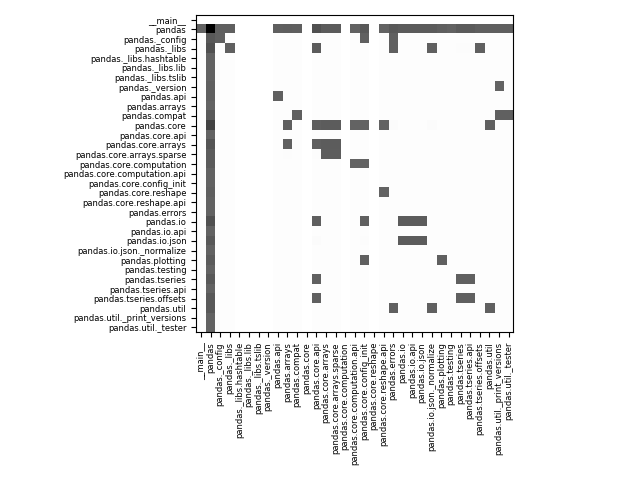 __main__
pandas
pandas._config
pandas._libs
pandas._libs.hashtable
pandas._libs.lib
pandas._libs.tslib
pandas._version
pandas.api
pandas.arrays
pandas.compat
pandas.core
pandas.core.api
pandas.core.arrays
pandas.core.arrays.sparse
pandas.core.computation
pandas.core.computation.api
pandas.core.config_init
pandas.core.reshape
pandas.core.reshape.api
pandas.errors
pandas.io
pandas.io.api
pandas.io.json
pandas.io.json._normalize
pandas.plotting
pandas.testing
pandas.tseries
pandas.tseries.api
pandas.tseries.offsets
pandas.util
pandas.util._print_versions
pandas.util._tester
__main__
pandas
pandas._config
pandas._libs
pandas._libs.hashtable
pandas._libs.lib
pandas._libs.tslib
pandas._version
pandas.api
pandas.arrays
pandas.compat
pandas.core
pandas.core.api
pandas.core.arrays
pandas.core.arrays.sparse
pandas.core.computation
pandas.core.computation.api
pandas.core.config_init
pandas.core.reshape
pandas.core.reshape.api
pandas.errors
pandas.io
pandas.io.api
pandas.io.json
pandas.io.json._normalize
pandas.plotting
pandas.testing
pandas.tseries
pandas.tseries.api
pandas.tseries.offsets
pandas.util
pandas.util._print_versions
pandas.util._tester